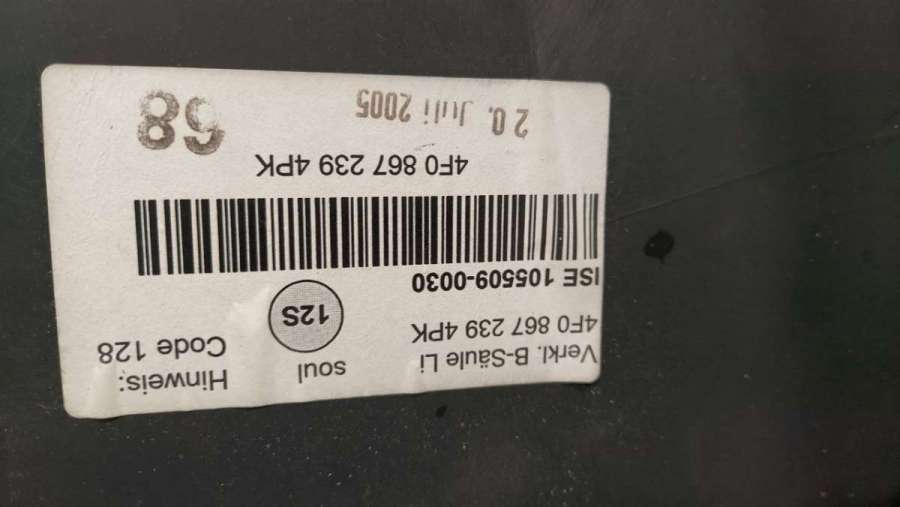 Verkl. B-Säule Li
soul
Hinweis:
4F0 867 239 4PK
12S
Code 128
ISE 105509-0030
4F0 867 239 4PK
20. Juli 2005